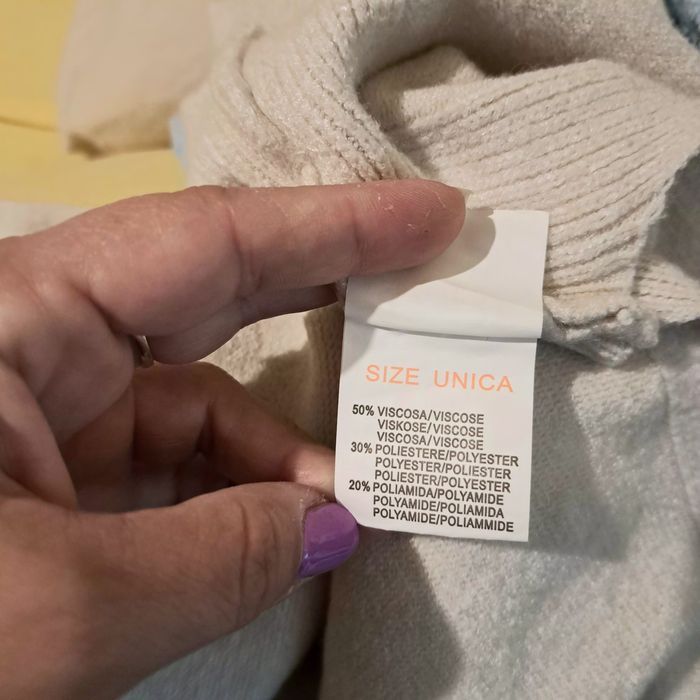 SIZE UNICA
50% VISCOSA/VISCOSE
VISKOSE/VISCOSE
VISCOSA/VISCOSE
30% POLIESTERE/POLYESTER
POLYESTER/POLIESTER
POLIESTER/POLYESTER
20% POLIAMIDA/POLYAMIDE
POLYAMIDE/POLIAMIDA
POLYAMIDE/POLIAMMIDE